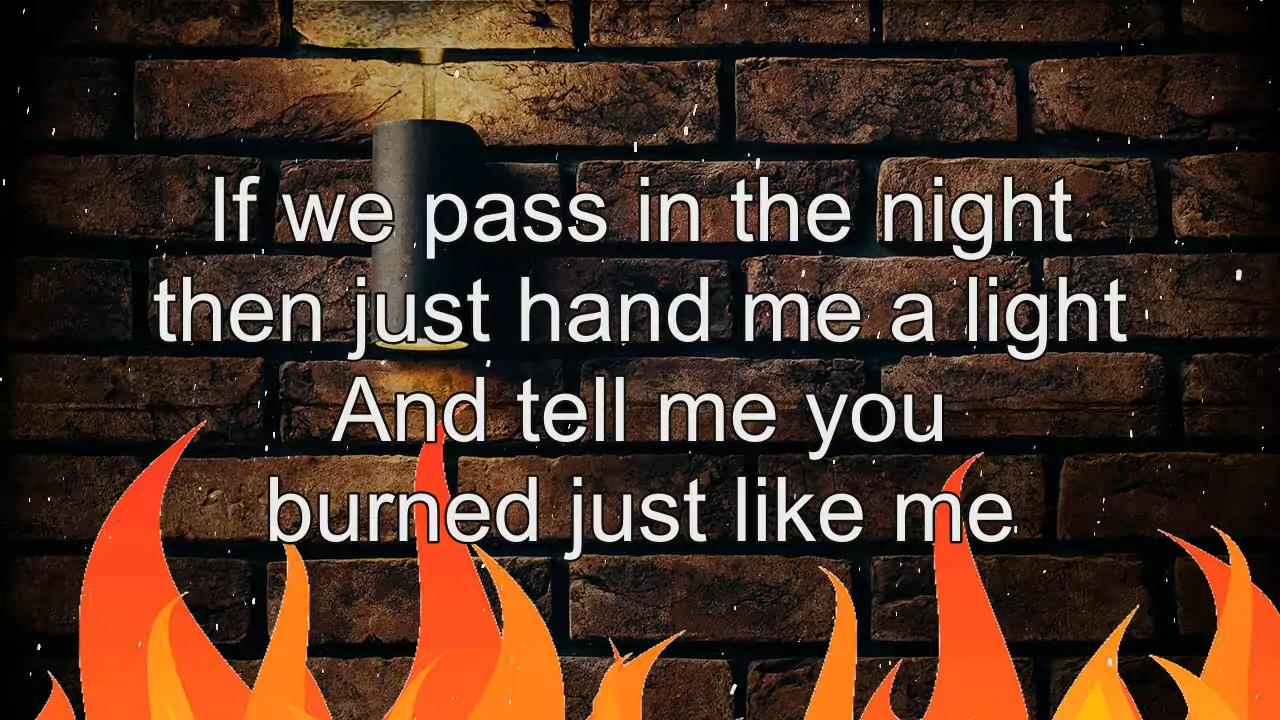 If we pass in the night
then just hand me a light
And tell me you
burned just like me